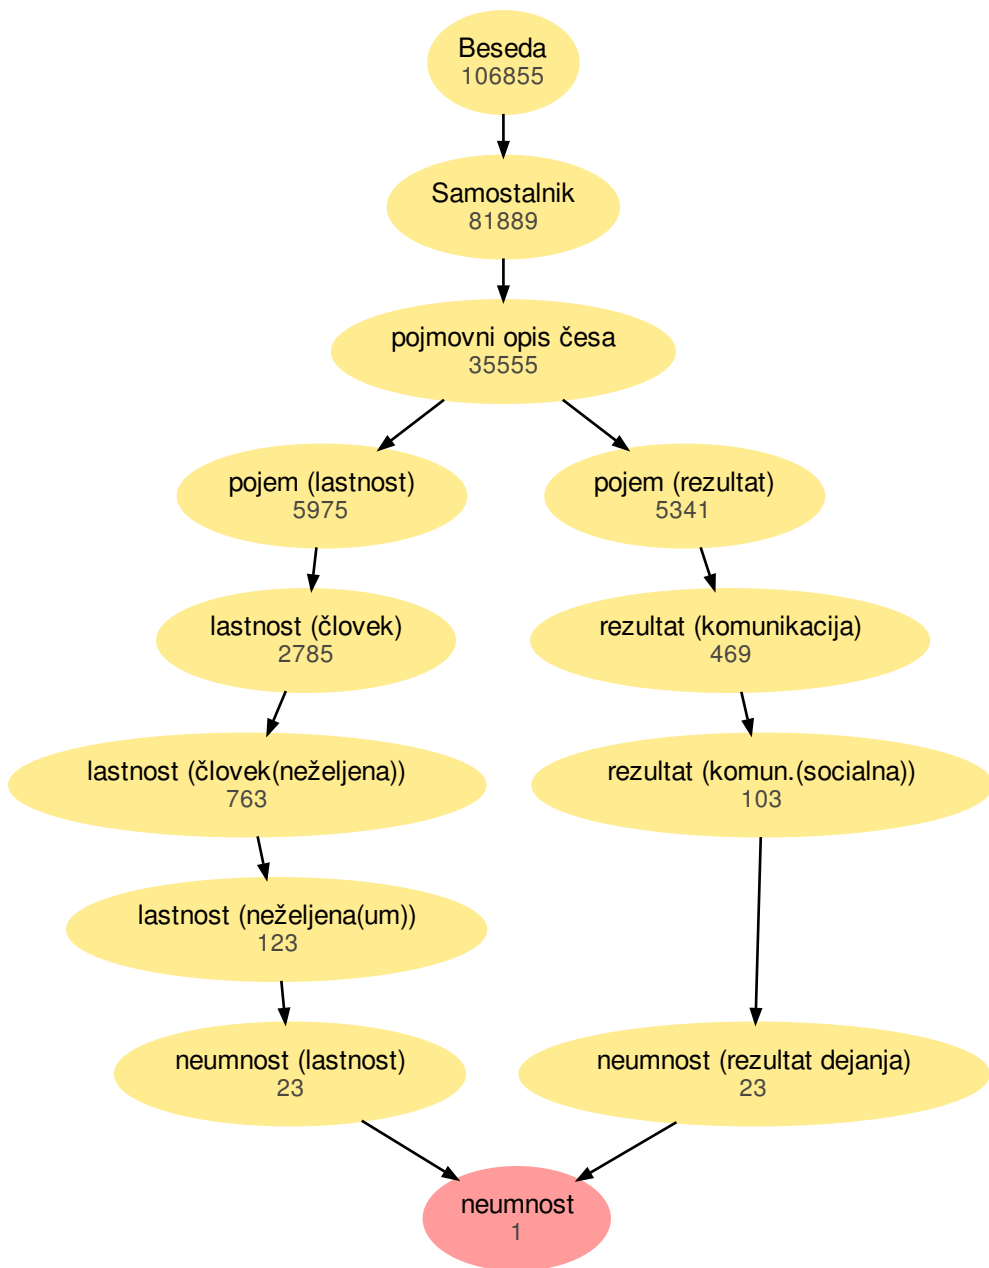 Beseda
106855
Samostalnik
81889
pojmovni opis česa
35555
pojem (lastnost)
5975
pojem (rezultat)
5341
lastnost (človek)
2785
rezultat (komunikacija)
469
lastnost (človek(neželjena))
763
rezultat (komun.(socialna))
103
lastnost (neželjena(um))
123
neumnost (lastnost)
23
neumnost (rezultat dejanja)
23
neumnost
1